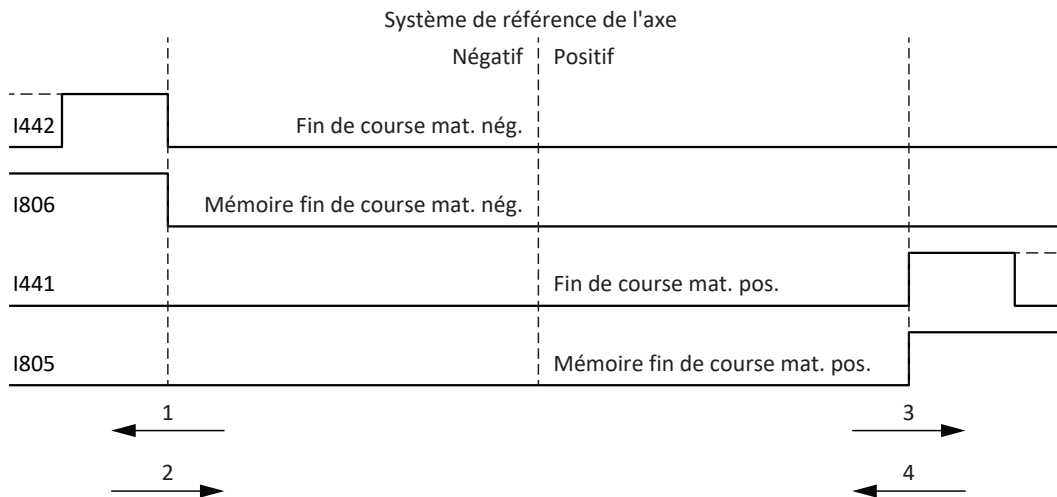 Système de référence de l'axe
Négatif Positif
I442 Fin de course mat. nég.
I806 Mémoire fin de course mat. nég.
I441 Fin de course mat. pos.
I805 Mémoire fin de course mat. pos.
1 3
2 4